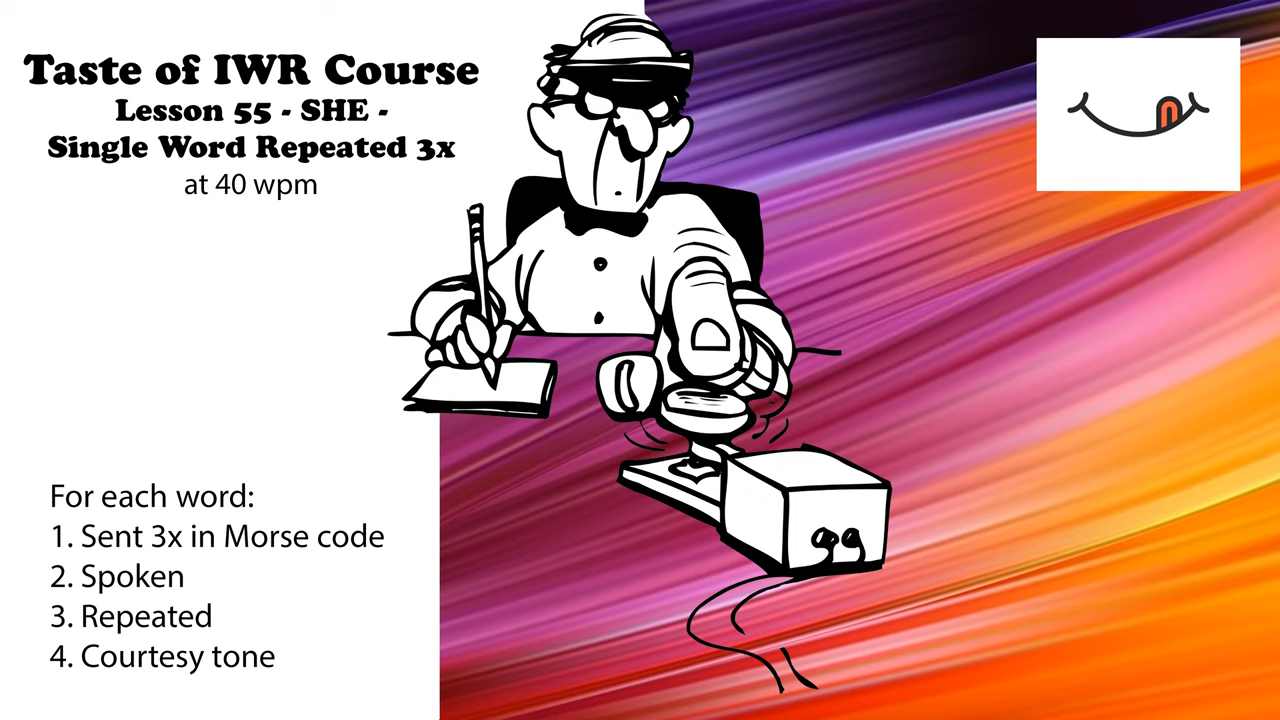 Taste of IWR Course
Lesson 55 - SHE -
Single Word Repeated 3x
at 40 wpm
For each word:
1. Sent 3x in Morse code
2. Spoken
3. Repeated
4. Courtesy tone